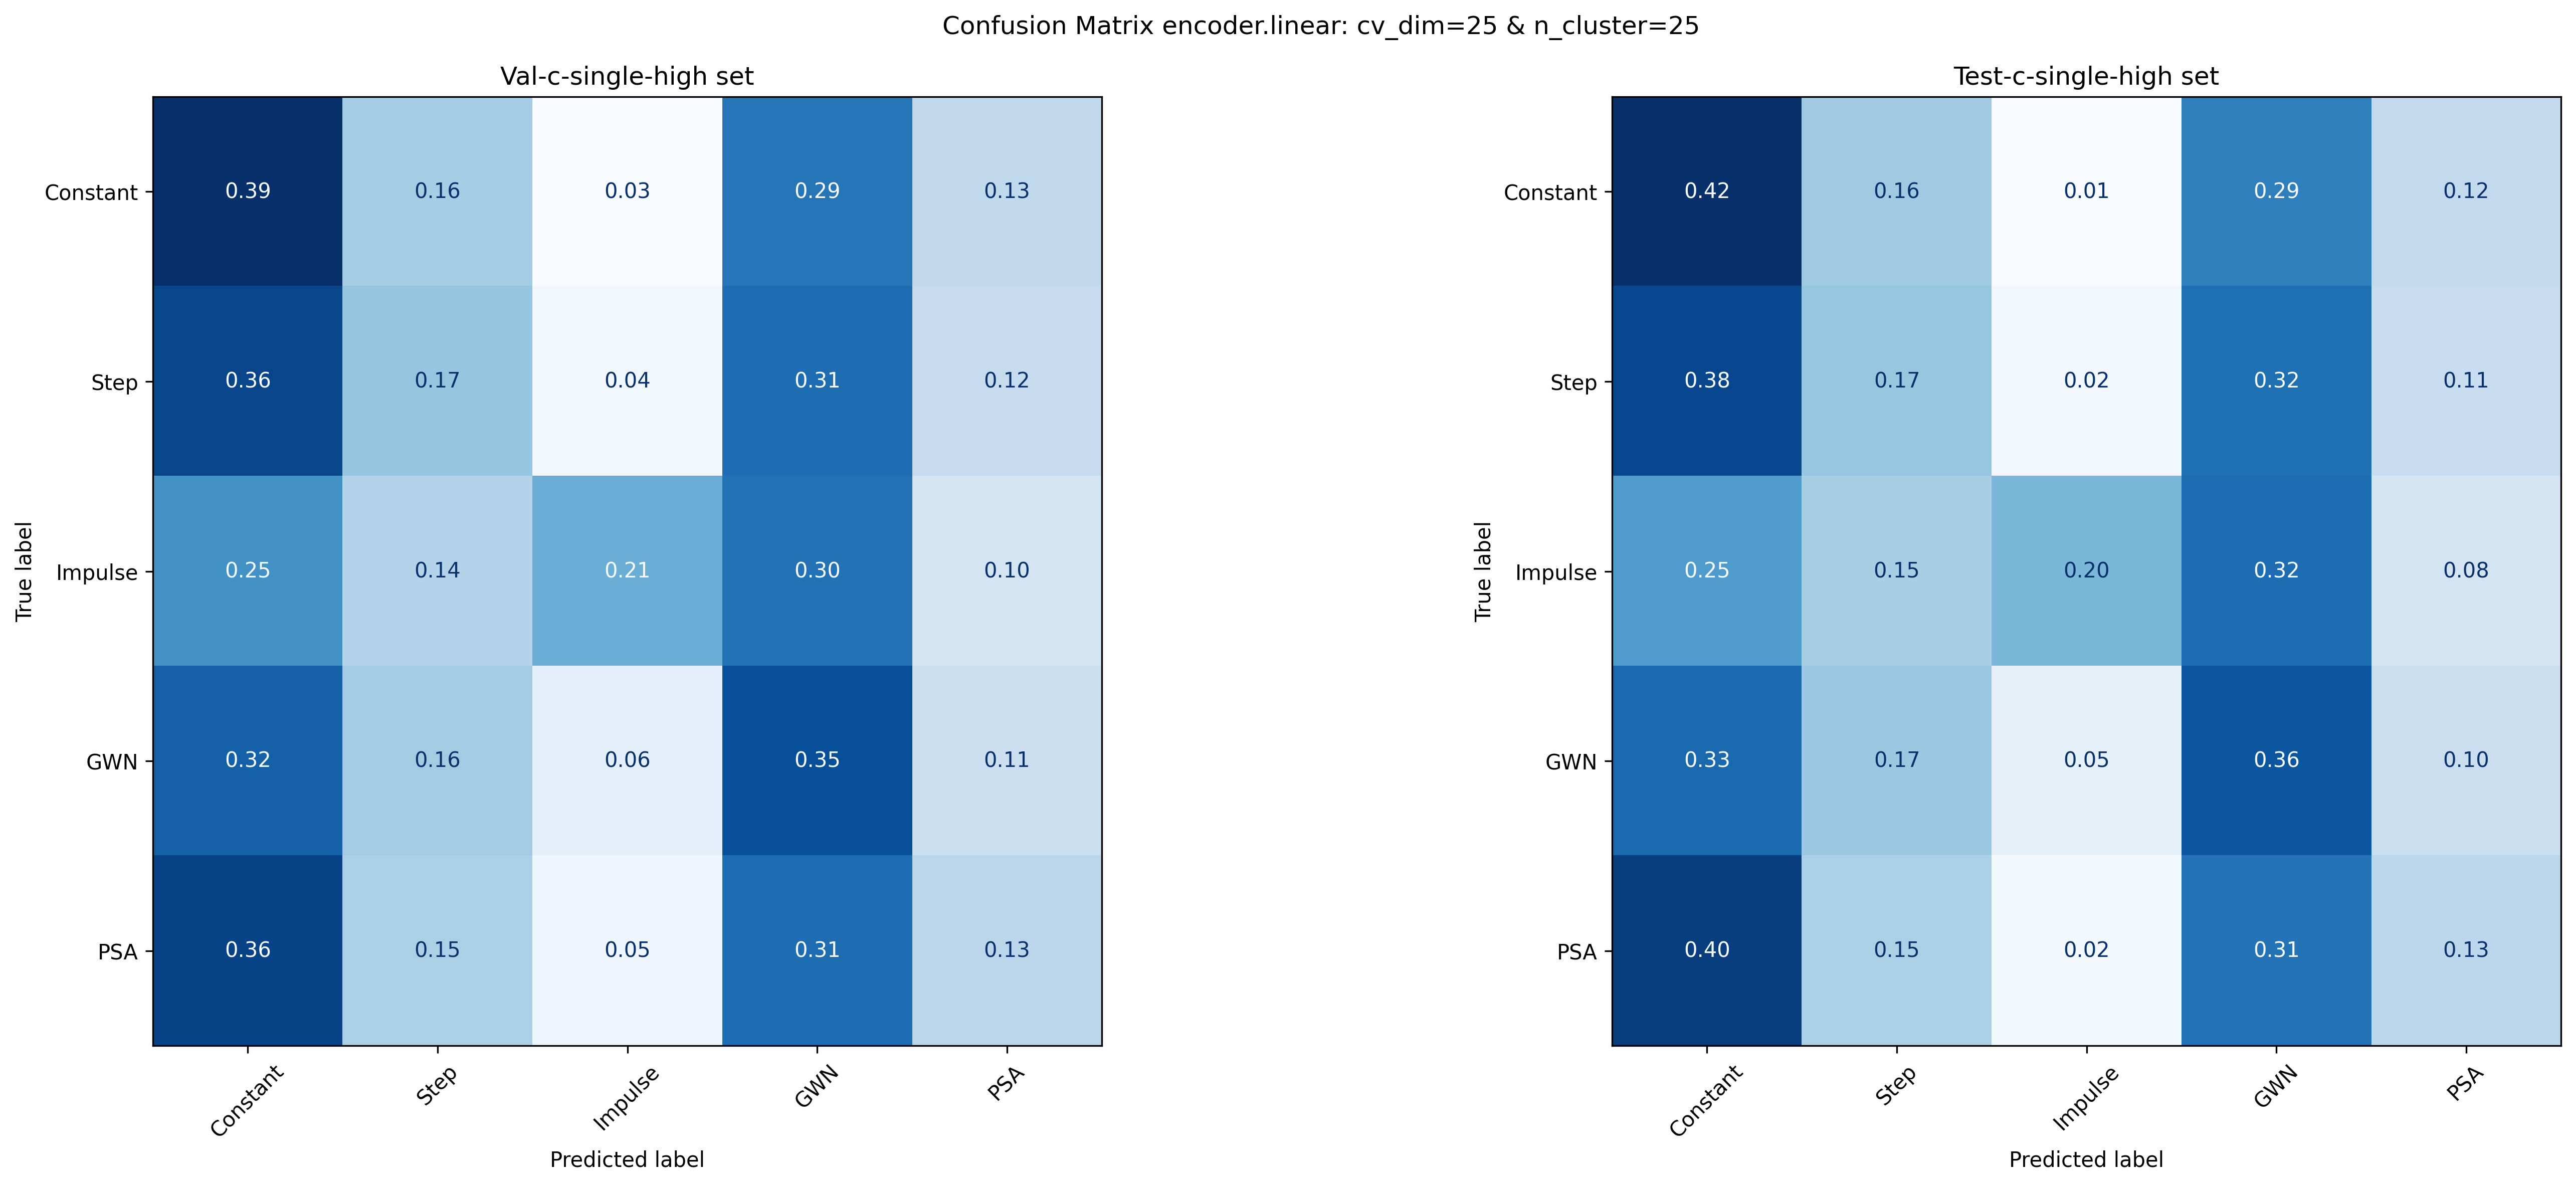 Confusion Matrix encoder.linear: cv_dim=25 & n_cluster=25
Val-c-single-high set
True label
Constant 0.39 0.16 0.03 0.29 0.13
Step 0.36 0.17 0.04 0.31 0.12
Impulse 0.25 0.14 0.21 0.30 0.10
GWN 0.32 0.16 0.06 0.35 0.11
PSA 0.36 0.15 0.05 0.31 0.13
Constant Step Impulse GWN PSA
Predicted label
Test-c-single-high set
True label
Constant 0.42 0.16 0.01 0.29 0.12
Step 0.38 0.17 0.02 0.32 0.11
Impulse 0.25 0.15 0.20 0.32 0.08
GWN 0.33 0.17 0.05 0.36 0.10
PSA 0.40 0.15 0.02 0.31 0.13
Constant Step Impulse GWN PSA
Predicted label